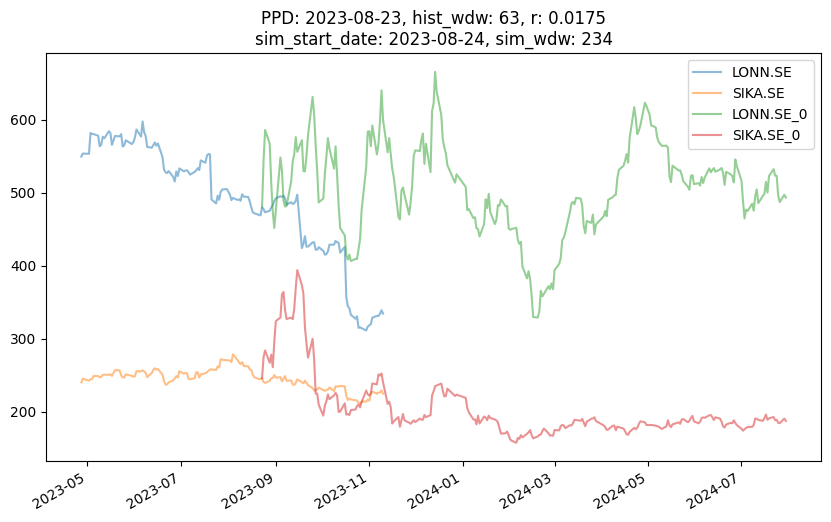 PPD: 2023-08-23, hist_wdw: 63, r: 0.0175
sim_start_date: 2023-08-24, sim_wdw: 234
LONN.SE
SIKA.SE
LONN.SE_0
SIKA.SE_0
600
500
400
300
200
2023-05
2023-07
2023-09
2023-11
2024-01
2024-03
2024-05
2024-07